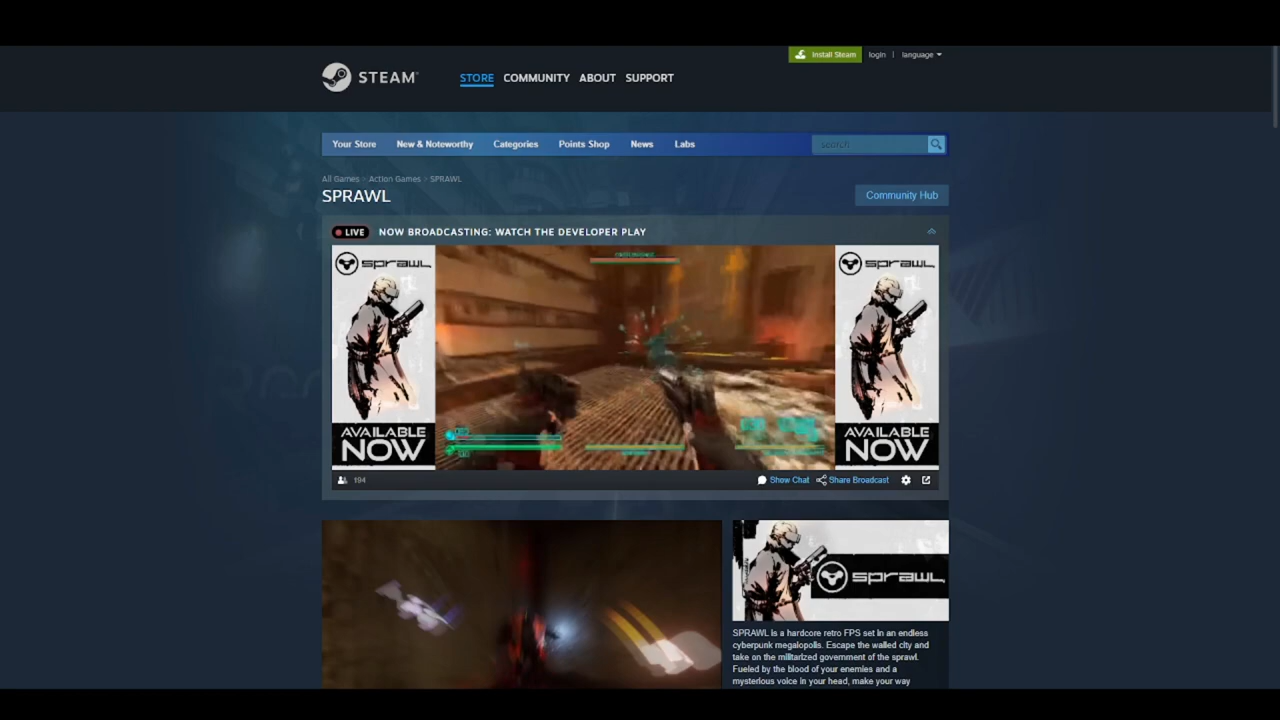 Install Steam login | language
STEAM STORE COMMUNITY ABOUT SUPPORT
Your Store New & Noteworthy Categories Points Shop News Labs search
All Games > Action Games > SPRAWL
SPRAWL
Community Hub
LIVE NOW BROADCASTING: WATCH THE DEVELOPER PLAY
sprawl
AVAILABLE
NOW
sprawl
AVAILABLE
NOW
194 Show Chat Share Broadcast
sprawl
SPRAWL is a hardcore retro FPS set in an endless
cyberpunk megalopolis. Escape the walled city and
take on the militarized government of the sprawl.
Fueled by the blood of your enemies and a
mysterious voice in your head, make your way